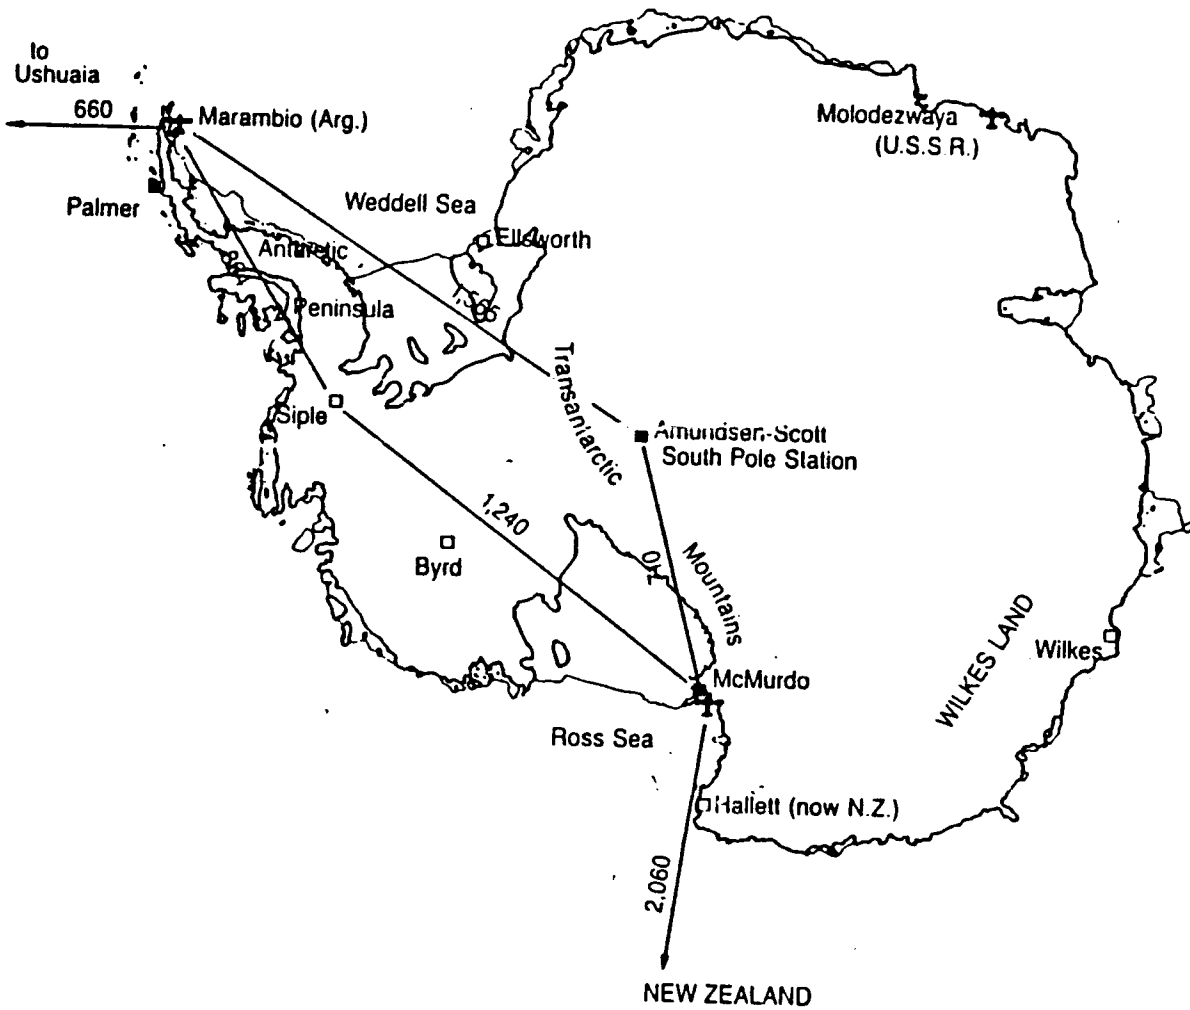 to
Ushuaia
660
Marambio (Arg.)
Molodezwaya
(U.S.S.R.)
Palmer
Weddell Sea
Ellsworth
Antarctic
Peninsula
Transantarctic
Siple
Amundsen-Scott
South Pole Station
1,240
Byrd
Mountains
WILKES LAND
Wilkes
McMurdo
Ross Sea
Hallett (now N.Z.)
2,060
NEW ZEALAND